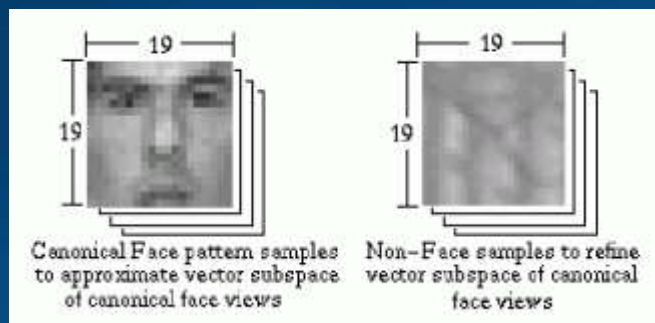 19
19
Canonical Face pattern samples
to approximate vector subspace
of canonical face views
19
19
Non-Face samples to refine
vector subspace of canonical
face views